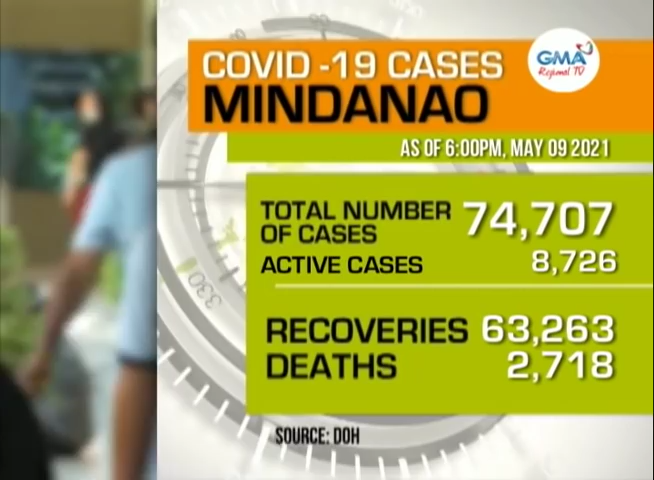 COVID -19 CASES
MINDANAO
GMA
Regional TV
AS OF 6:00PM, MAY 09 2021
TOTAL NUMBER
OF CASES
74,707
ACTIVE CASES 8,726
RECOVERIES 63,263
DEATHS 2,718
330
SOURCE: DOH